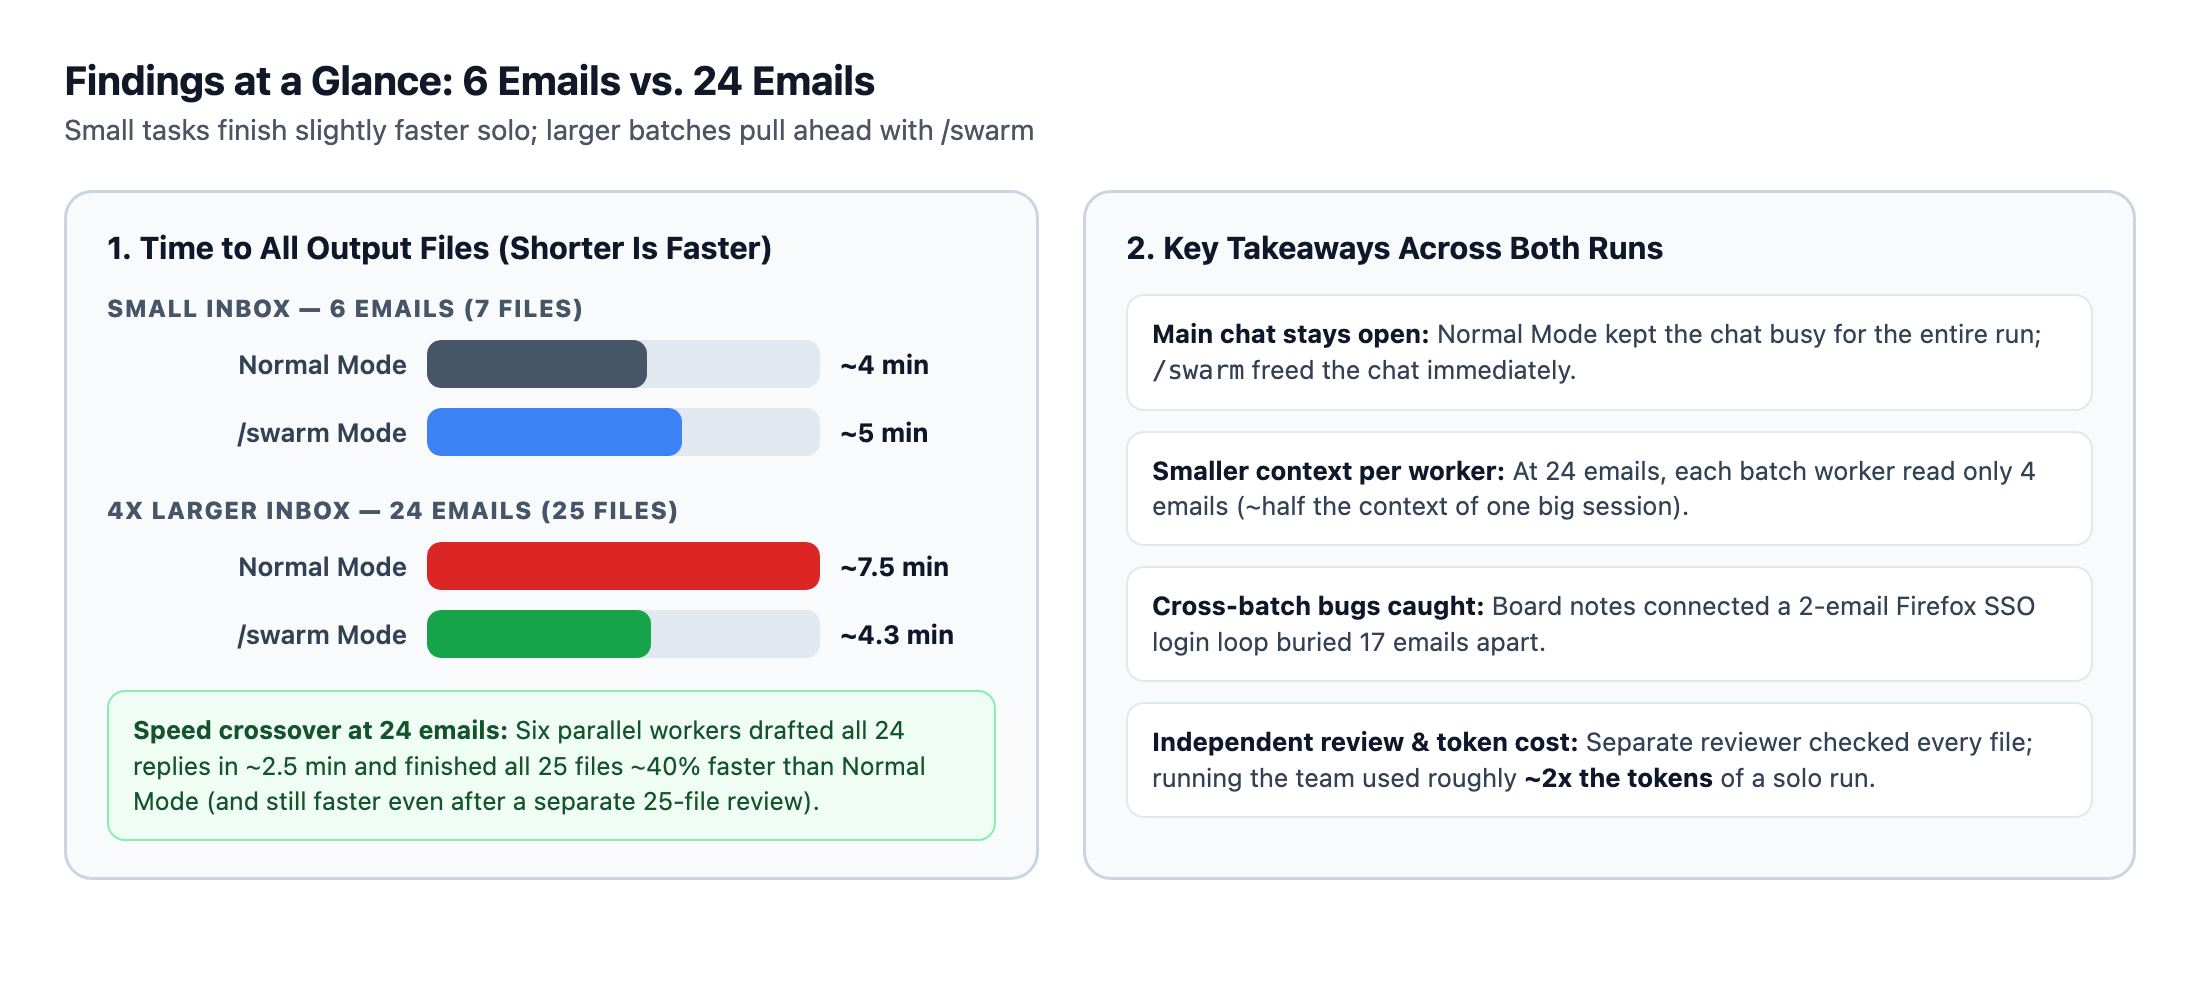 Findings at a Glance: 6 Emails vs. 24 Emails
Small tasks finish slightly faster solo; larger batches pull ahead with /swarm
1. Time to All Output Files (Shorter Is Faster)
SMALL INBOX — 6 EMAILS (7 FILES)
Normal Mode ~4 min
/swarm Mode ~5 min
4X LARGER INBOX — 24 EMAILS (25 FILES)
Normal Mode ~7.5 min
/swarm Mode ~4.3 min
Speed crossover at 24 emails: Six parallel workers drafted all 24
replies in ~2.5 min and finished all 25 files ~40% faster than Normal
Mode (and still faster even after a separate 25-file review).
2. Key Takeaways Across Both Runs
Main chat stays open: Normal Mode kept the chat busy for the entire run;
/swarm freed the chat immediately.
Smaller context per worker: At 24 emails, each batch worker read only 4
emails (~half the context of one big session).
Cross-batch bugs caught: Board notes connected a 2-email Firefox SSO
login loop buried 17 emails apart.
Independent review & token cost: Separate reviewer checked every file;
running the team used roughly ~2x the tokens of a solo run.